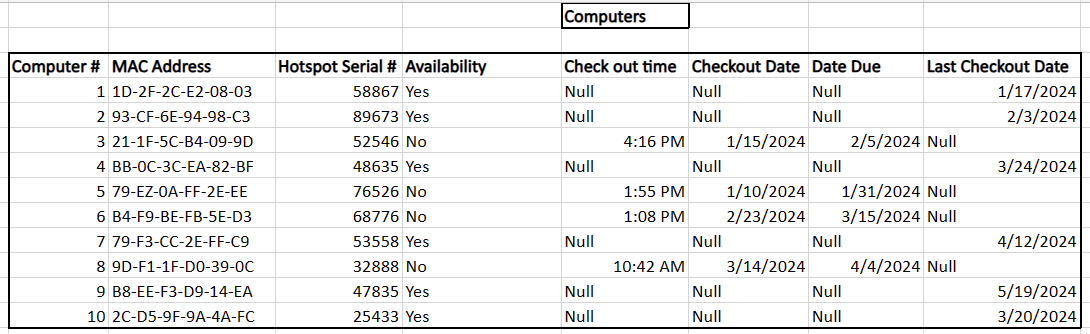 Computers
Computer # MAC Address Hotspot Serial # Availability Check out time Checkout Date Date Due Last Checkout Date
1 1D-2F-2C-E2-08-03 58867 Yes Null Null Null 1/17/2024
2 93-CF-6E-94-98-C3 89673 Yes Null Null Null 2/3/2024
3 21-1F-5C-B4-09-9D 52546 No 4:16 PM 1/15/2024 2/5/2024 Null
4 BB-0C-3C-EA-82-BF 48635 Yes Null Null Null 3/24/2024
5 79-EZ-0A-FF-2E-EE 76526 No 1:55 PM 1/10/2024 1/31/2024 Null
6 B4-F9-BE-FB-5E-D3 68776 No 1:08 PM 2/23/2024 3/15/2024 Null
7 79-F3-CC-2E-FF-C9 53558 Yes Null Null Null 4/12/2024
8 9D-F1-1F-D0-39-0C 32888 No 10:42 AM 3/14/2024 4/4/2024 Null
9 B8-EE-F3-D9-14-EA 47835 Yes Null Null Null 5/19/2024
10 2C-D5-9F-9A-4A-FC 25433 Yes Null Null Null 3/20/2024